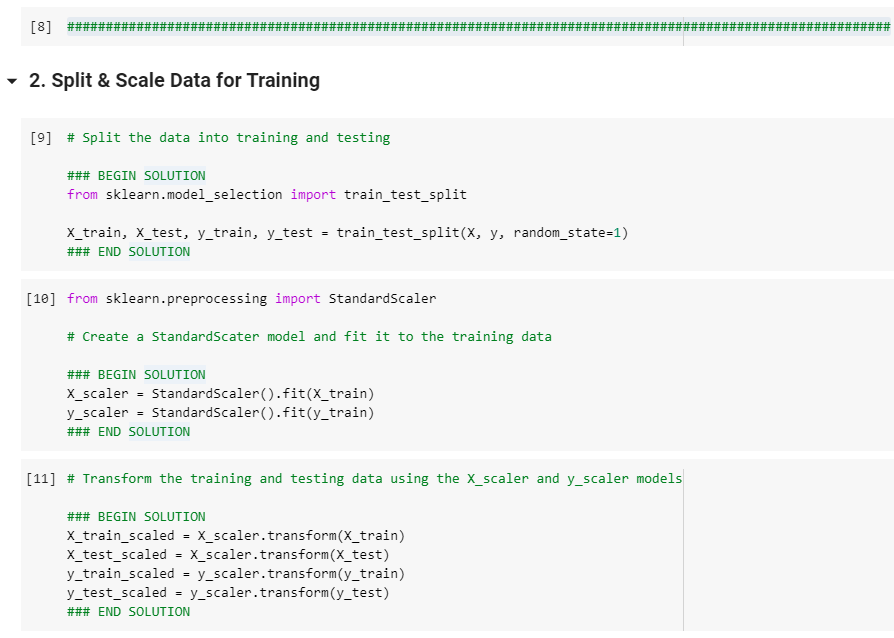 [8] ###########################################################################################################
2. Split & Scale Data for Training
[9] # Split the data into training and testing
### BEGIN SOLUTION
from sklearn.model_selection import train_test_split
X_train, X_test, y_train, y_test = train_test_split(X, y, random_state=1)
### END SOLUTION
[10] from sklearn.preprocessing import StandardScaler
# Create a StandardScater model and fit it to the training data
### BEGIN SOLUTION
X_scaler = StandardScaler().fit(X_train)
y_scaler = StandardScaler().fit(y_train)
### END SOLUTION
[11] # Transform the training and testing data using the X_scaler and y_scaler models
### BEGIN SOLUTION
X_train_scaled = X_scaler.transform(X_train)
X_test_scaled = X_scaler.transform(X_test)
y_train_scaled = y_scaler.transform(y_train)
y_test_scaled = y_scaler.transform(y_test)
### END SOLUTION